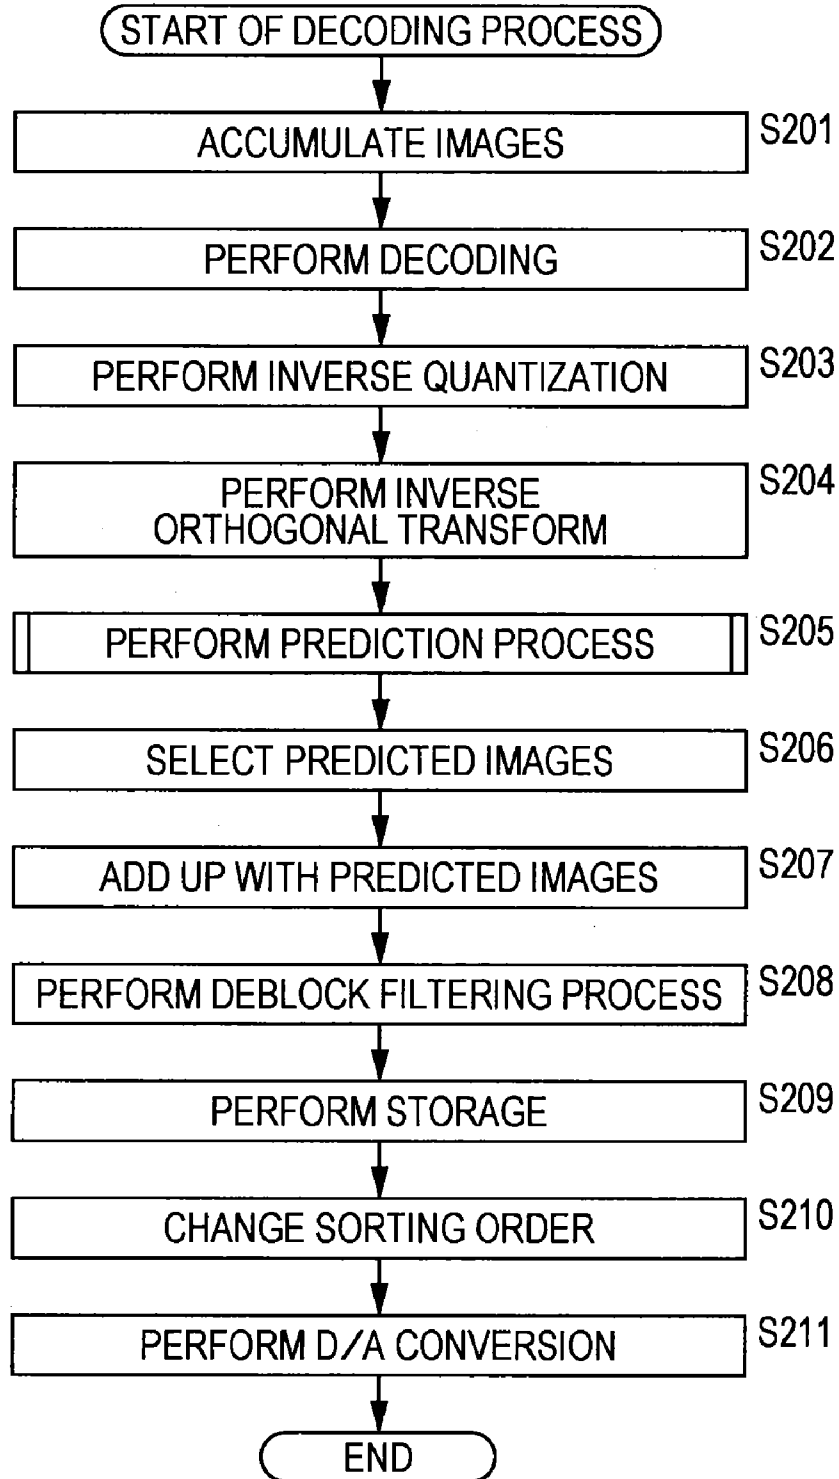 START OF DECODING PROCESS
ACCUMULATE IMAGES
S201
PERFORM DECODING
S202
PERFORM INVERSE QUANTIZATION
S203
PERFORM INVERSE
ORTHOGONAL TRANSFORM
S204
PERFORM PREDICTION PROCESS
S205
SELECT PREDICTED IMAGES
S206
ADD UP WITH PREDICTED IMAGES
S207
PERFORM DEBLOCK FILTERING PROCESS
S208
PERFORM STORAGE
S209
CHANGE SORTING ORDER
S210
PERFORM D/A CONVERSION
S211
END